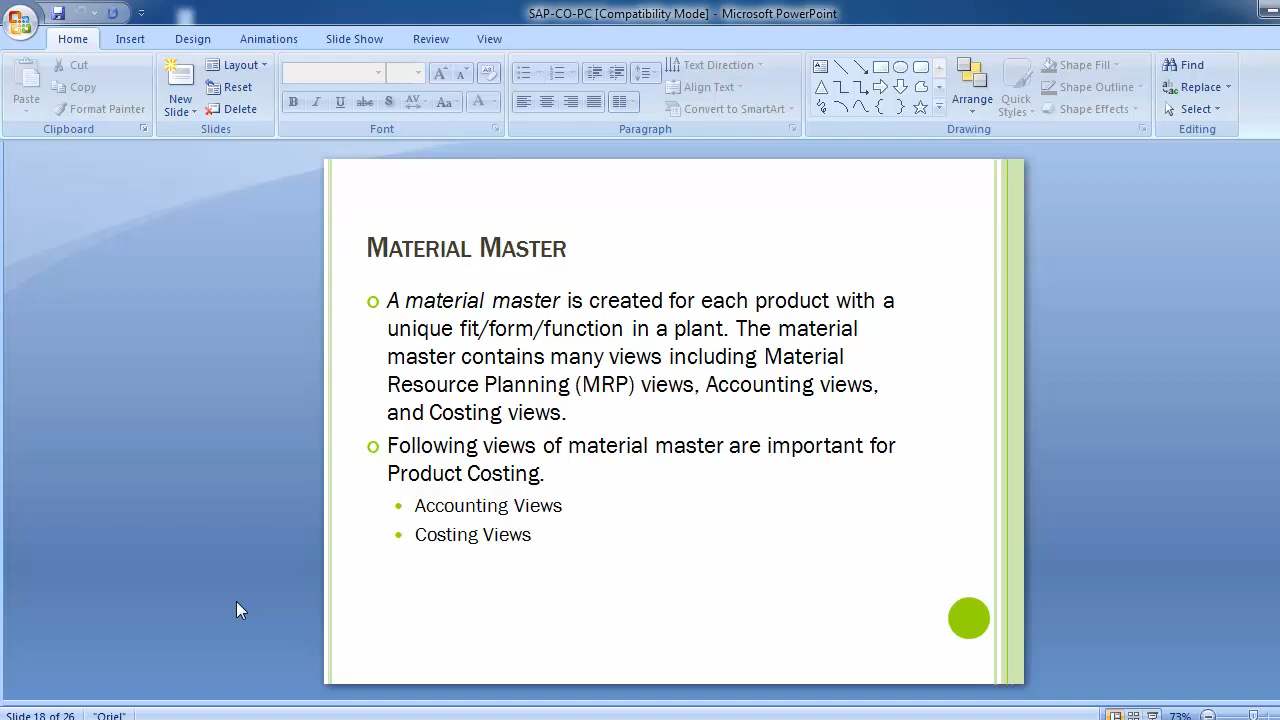 SAP-CO-PC [Compatibility Mode] - Microsoft PowerPoint
Home Insert Design Animations Slide Show Review View
Paste Cut Copy Format Painter
Clipboard
New Slide Layout Reset Delete
Slides
B I U abc S AV Aa A
Font
Text Direction Align Text Convert to SmartArt
Paragraph
Arrange Quick Styles Shape Fill Shape Outline Shape Effects
Drawing
Find Replace Select
Editing
MATERIAL MASTER
A material master is created for each product with a
unique fit/form/function in a plant. The material
master contains many views including Material
Resource Planning (MRP) views, Accounting views,
and Costing views.
Following views of material master are important for
Product Costing.
Accounting Views
Costing Views
Slide 18 of 26 "Oriel" 73%